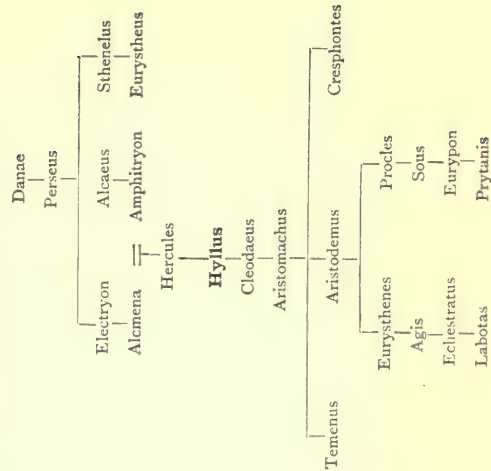 Danae
Perseus
Electryon Alcaeus Sthenelus
Alcmena Amphitryon Eurystheus
Hercules
Hyllus
Cleodaeus
Aristomachus
Temenus Aristodemus Cresphontes
Eurysthenes Procles
Agis Sous
Echestratus Eurypon
Labotas Prytanis